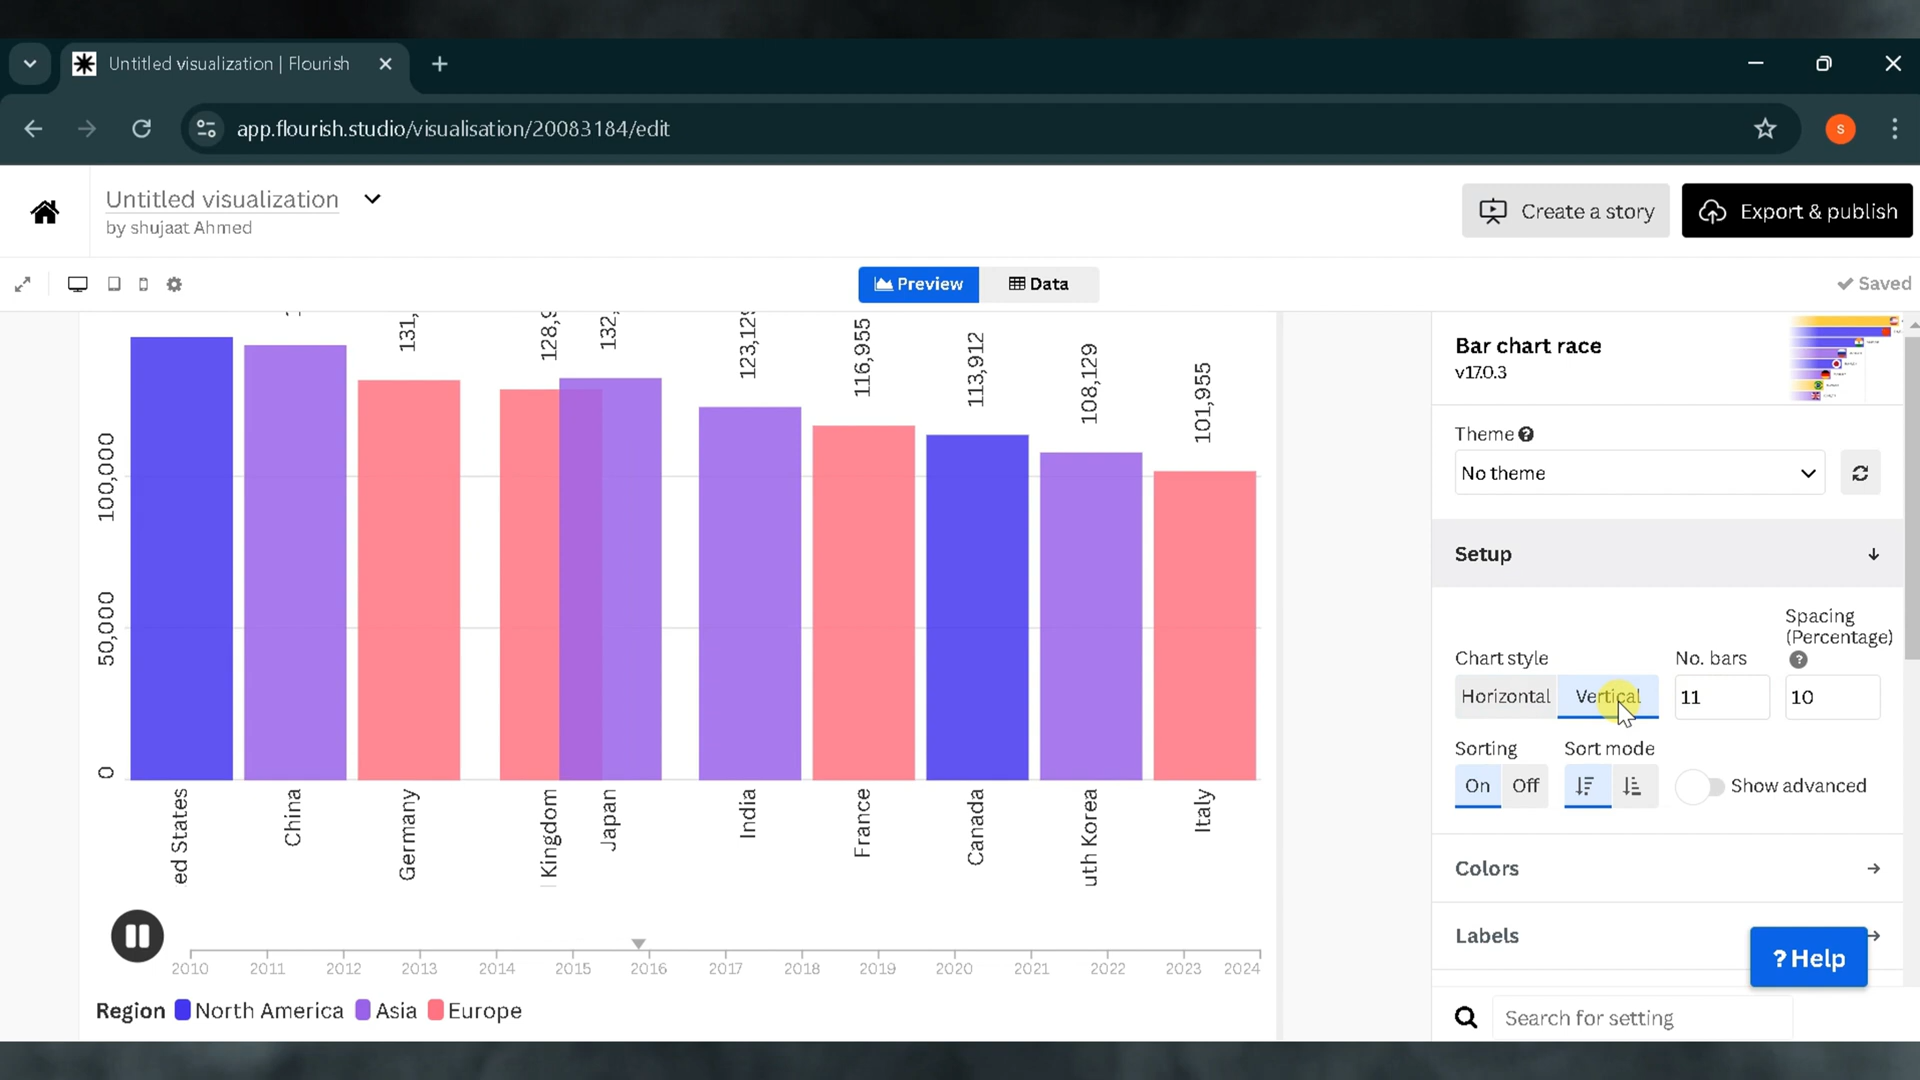 Untitled visualization | Flourish
app.flourish.studio/visualisation/20083184/edit
S
Untitled visualization
by shujaat Ahmed
Create a story
Export & publish
Preview
Data
Saved
123,129
116,955
113,912
108,129
101,955
100,000
50,000
0
ed States
China
Germany
Kingdom
Japan
India
France
Canada
uth Korea
Italy
2010 2011 2012 2013 2014 2015 2016 2017 2018 2019 2020 2021 2022 2023 2024
Region North America Asia Europe
Bar chart race
v17.0.3
Theme
No theme
Setup
Chart style
No. bars
Spacing
(Percentage)
Horizontal
Vertical
11
10
Sorting
Sort mode
On
Off
Show advanced
Colors
Labels
? Help
Search for setting